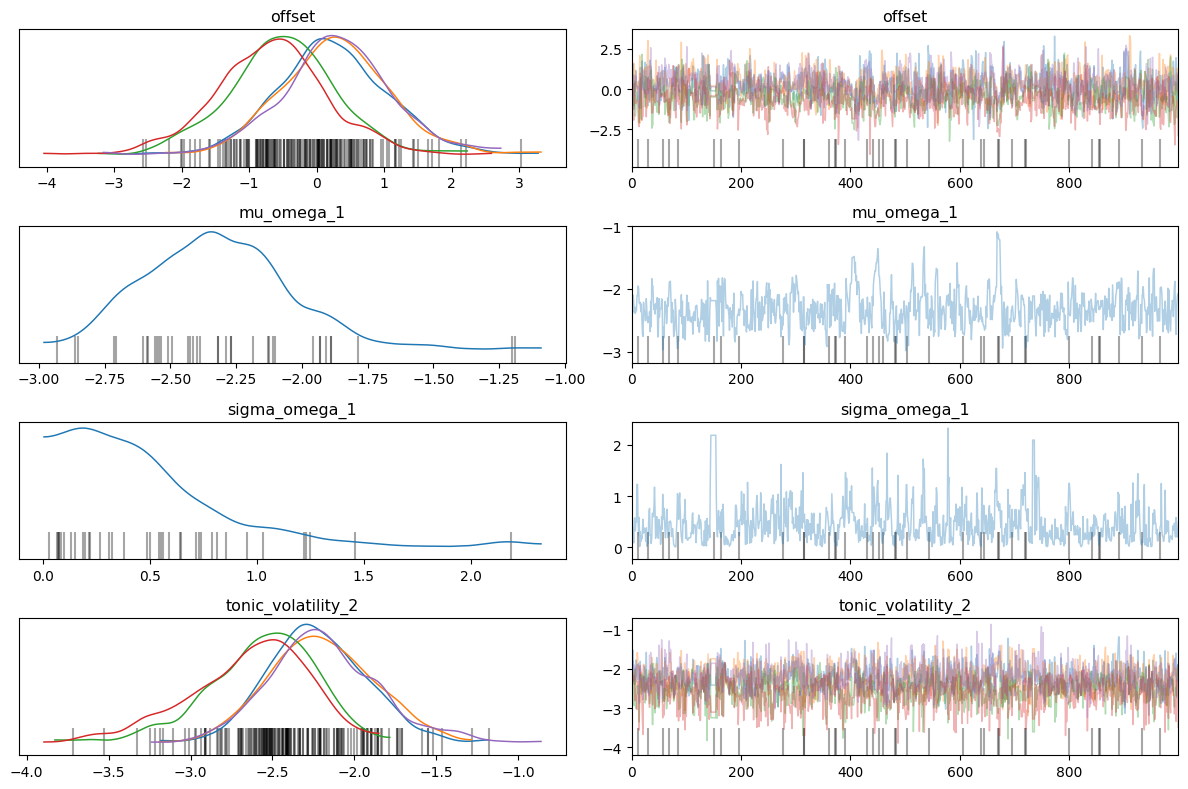 offset
−4 −3 −2 −1 0 1 2 3
offset
2.5
0.0
−2.5
0 200 400 600 800
mu_omega_1
−3.00 −2.75 −2.50 −2.25 −2.00 −1.75 −1.50 −1.25 −1.00
mu_omega_1
−1
−2
−3
0 200 400 600 800
sigma_omega_1
0.0 0.5 1.0 1.5 2.0
sigma_omega_1
2
1
0
0 200 400 600 800
tonic_volatility_2
−4.0 −3.5 −3.0 −2.5 −2.0 −1.5 −1.0
tonic_volatility_2
−1
−2
−3
−4
0 200 400 600 800